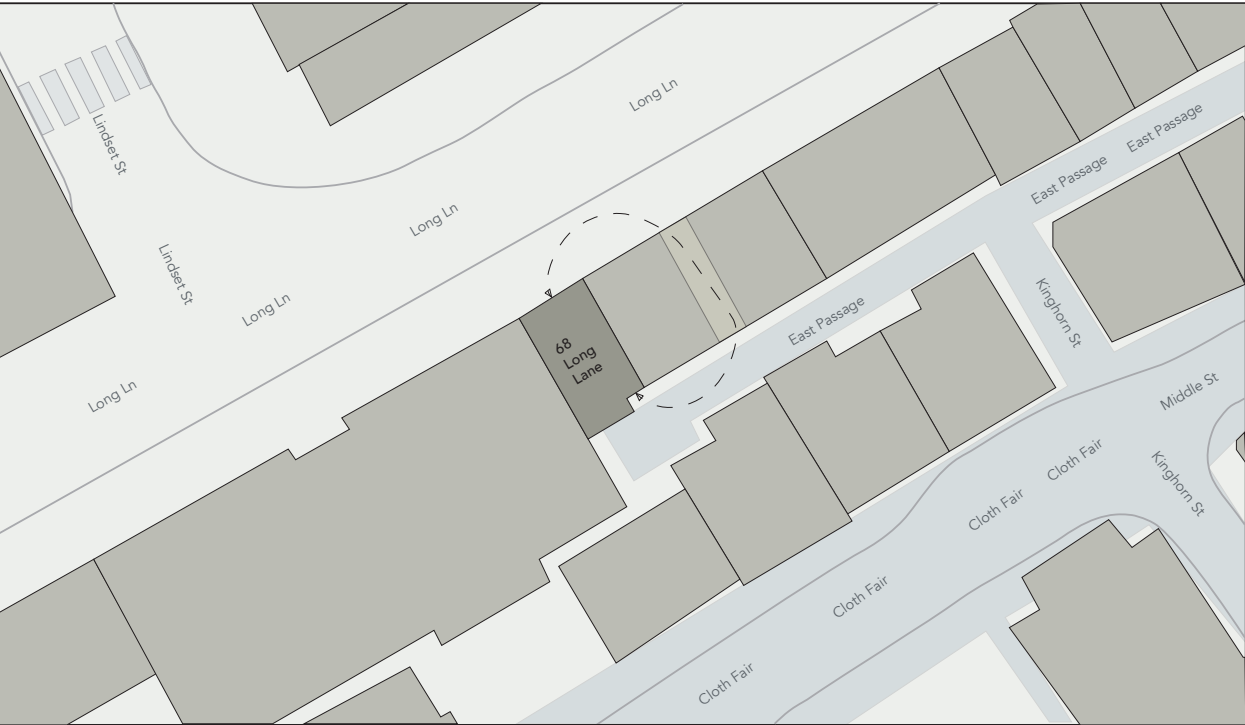 Long Ln
East Passage
Lindset St
East Passage
Long Ln
Lindset St
Long Ln
Kinghorn St
East Passage
68
Long
Lane
Long Ln
Middle St
Cloth Fair
Kinghorn St
Cloth Fair
Cloth Fair
Cloth Fair